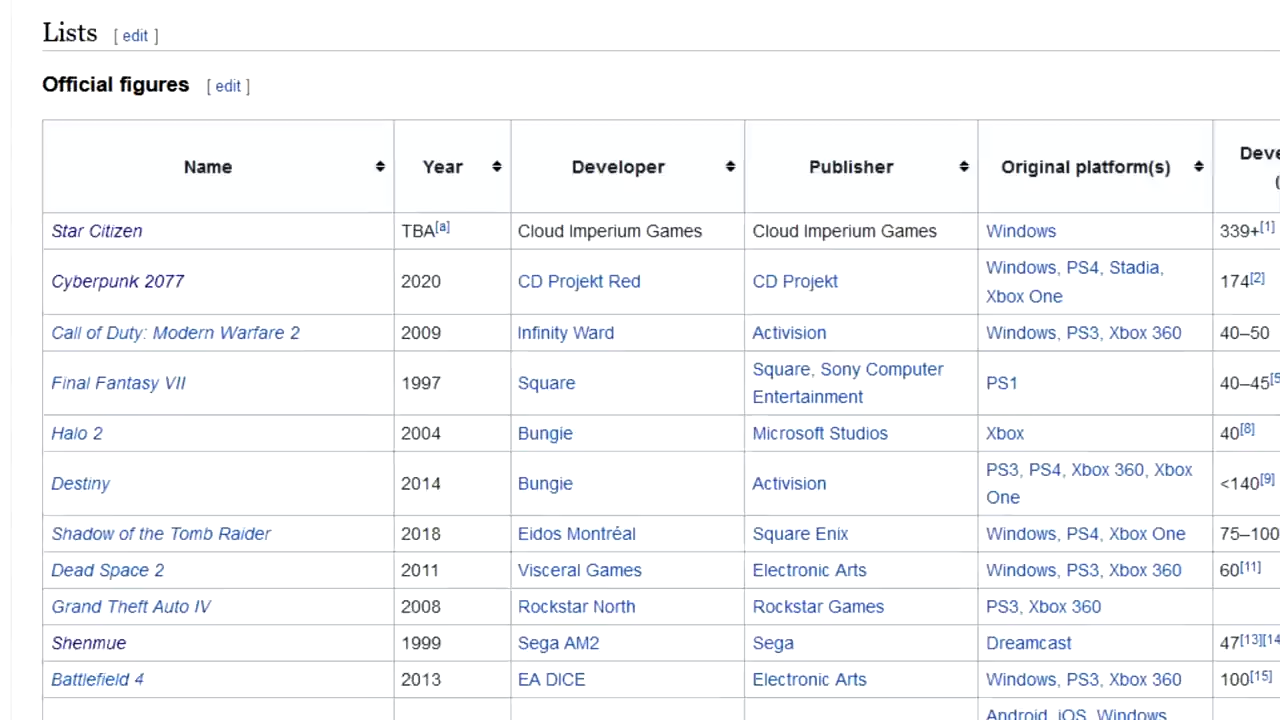 Lists [ edit ]
Official figures [ edit ]
Name Year Developer Publisher Original platform(s)
Star Citizen TBA[a] Cloud Imperium Games Cloud Imperium Games Windows 339+[1]
Cyberpunk 2077 2020 CD Projekt Red CD Projekt Windows, PS4, Stadia, 174[2]
Xbox One
Call of Duty: Modern Warfare 2 2009 Infinity Ward Activision Windows, PS3, Xbox 360 40–50
Final Fantasy VII 1997 Square Square, Sony Computer PS1 40–45[5
Entertainment
Halo 2 2004 Bungie Microsoft Studios Xbox 40[8]
Destiny 2014 Bungie Activision PS3, PS4, Xbox 360, Xbox <140[9]
One
Shadow of the Tomb Raider 2018 Eidos Montréal Square Enix Windows, PS4, Xbox One 75–100
Dead Space 2 2011 Visceral Games Electronic Arts Windows, PS3, Xbox 360 60[11]
Grand Theft Auto IV 2008 Rockstar North Rockstar Games PS3, Xbox 360
Shenmue 1999 Sega AM2 Sega Dreamcast 47[13][14
Battlefield 4 2013 EA DICE Electronic Arts Windows, PS3, Xbox 360 100[15]
Android, iOS, Windows